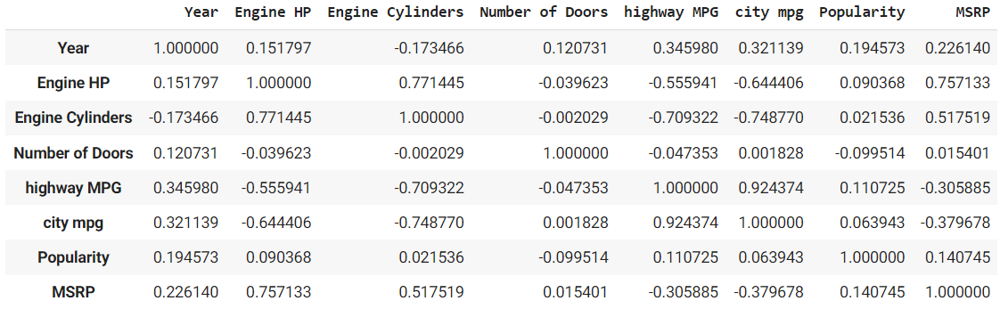 Year Engine HP Engine Cylinders Number of Doors highway MPG city mpg Popularity MSRP
Year 1.000000 0.151797 -0.173466 0.120731 0.345980 0.321139 0.194573 0.226140
Engine HP 0.151797 1.000000 0.771445 -0.039623 -0.555941 -0.644406 0.090368 0.757133
Engine Cylinders -0.173466 0.771445 1.000000 -0.002029 -0.709322 -0.748770 0.021536 0.517519
Number of Doors 0.120731 -0.039623 -0.002029 1.000000 -0.047353 0.001828 -0.099514 0.015401
highway MPG 0.345980 -0.555941 -0.709322 -0.047353 1.000000 0.924374 0.110725 -0.305885
city mpg 0.321139 -0.644406 -0.748770 0.001828 0.924374 1.000000 0.063943 -0.379678
Popularity 0.194573 0.090368 0.021536 -0.099514 0.110725 0.063943 1.000000 0.140745
MSRP 0.226140 0.757133 0.517519 0.015401 -0.305885 -0.379678 0.140745 1.000000